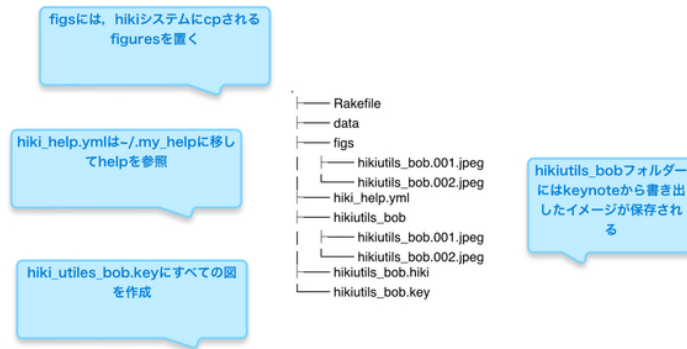 figsには，hikiシステムにcpされる
figuresを置く
hiki_help.ymlは~/.my_helpに移し
てhelpを参照
hiki_utiles_bob.keyにすべての図
を作成
.
├── Rakefile
├── data
├── figs
│   ├── hikiutils_bob.001.jpeg
│   └── hikiutils_bob.002.jpeg
├── hiki_help.yml
├── hikiutils_bob
│   ├── hikiutils_bob.001.jpeg
│   └── hikiutils_bob.002.jpeg
├── hikiutils_bob.hiki
└── hikiutils_bob.key
hikiutils_bobフォルダー
にはkeynoteから書き出
したイメージが保存され
る